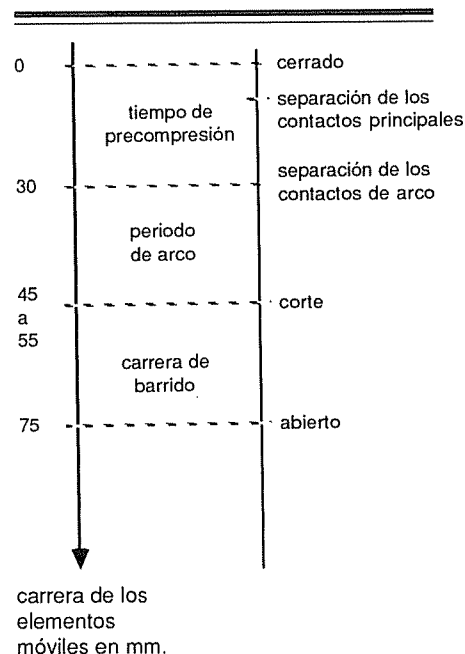 0
cerrado
tiempo de
precompresión
separación de los
contactos principales
30
separación de los
contactos de arco
periodo
de arco
45
a
55
corte
carrera de
barrido
75
abierto
carrera de los
elementos
móviles en mm.